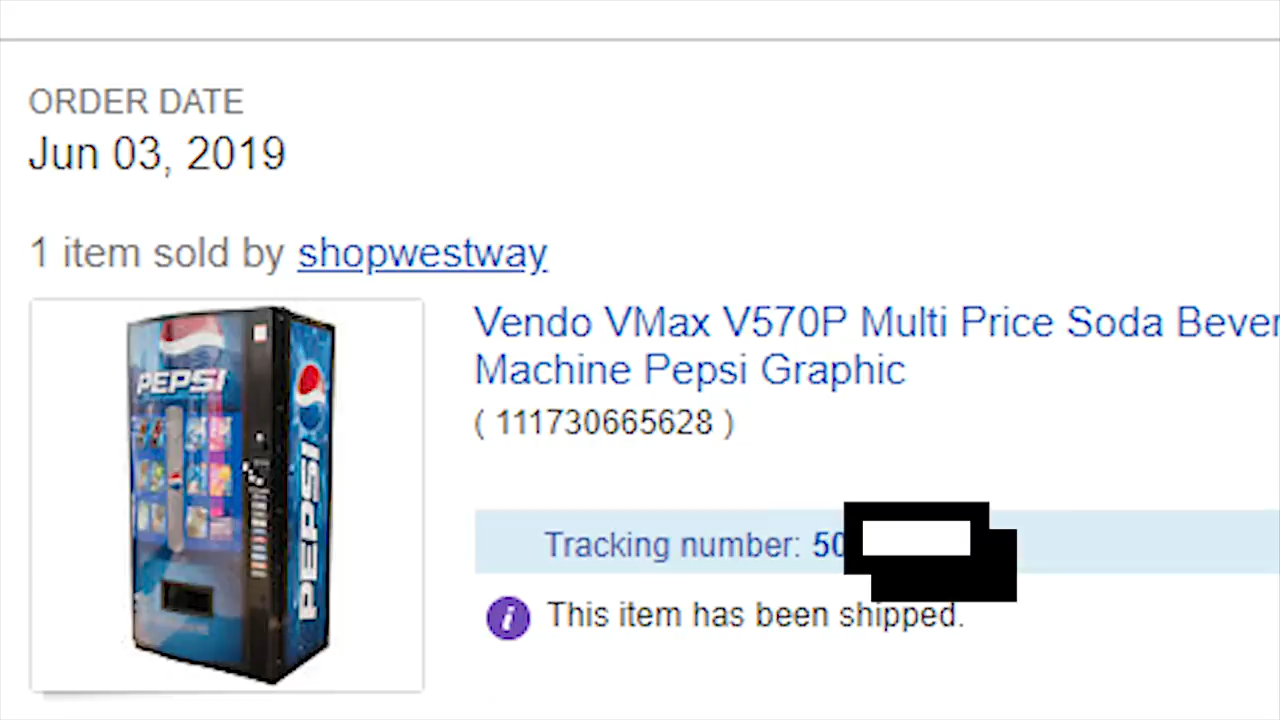 ORDER DATE
Jun 03, 2019
1 item sold by shopwestway
Vendo VMax V570P Multi Price Soda Bever
Machine Pepsi Graphic
( 111730665628 )
PEPSI
PEPSI
Tracking number: 50
i This item has been shipped.